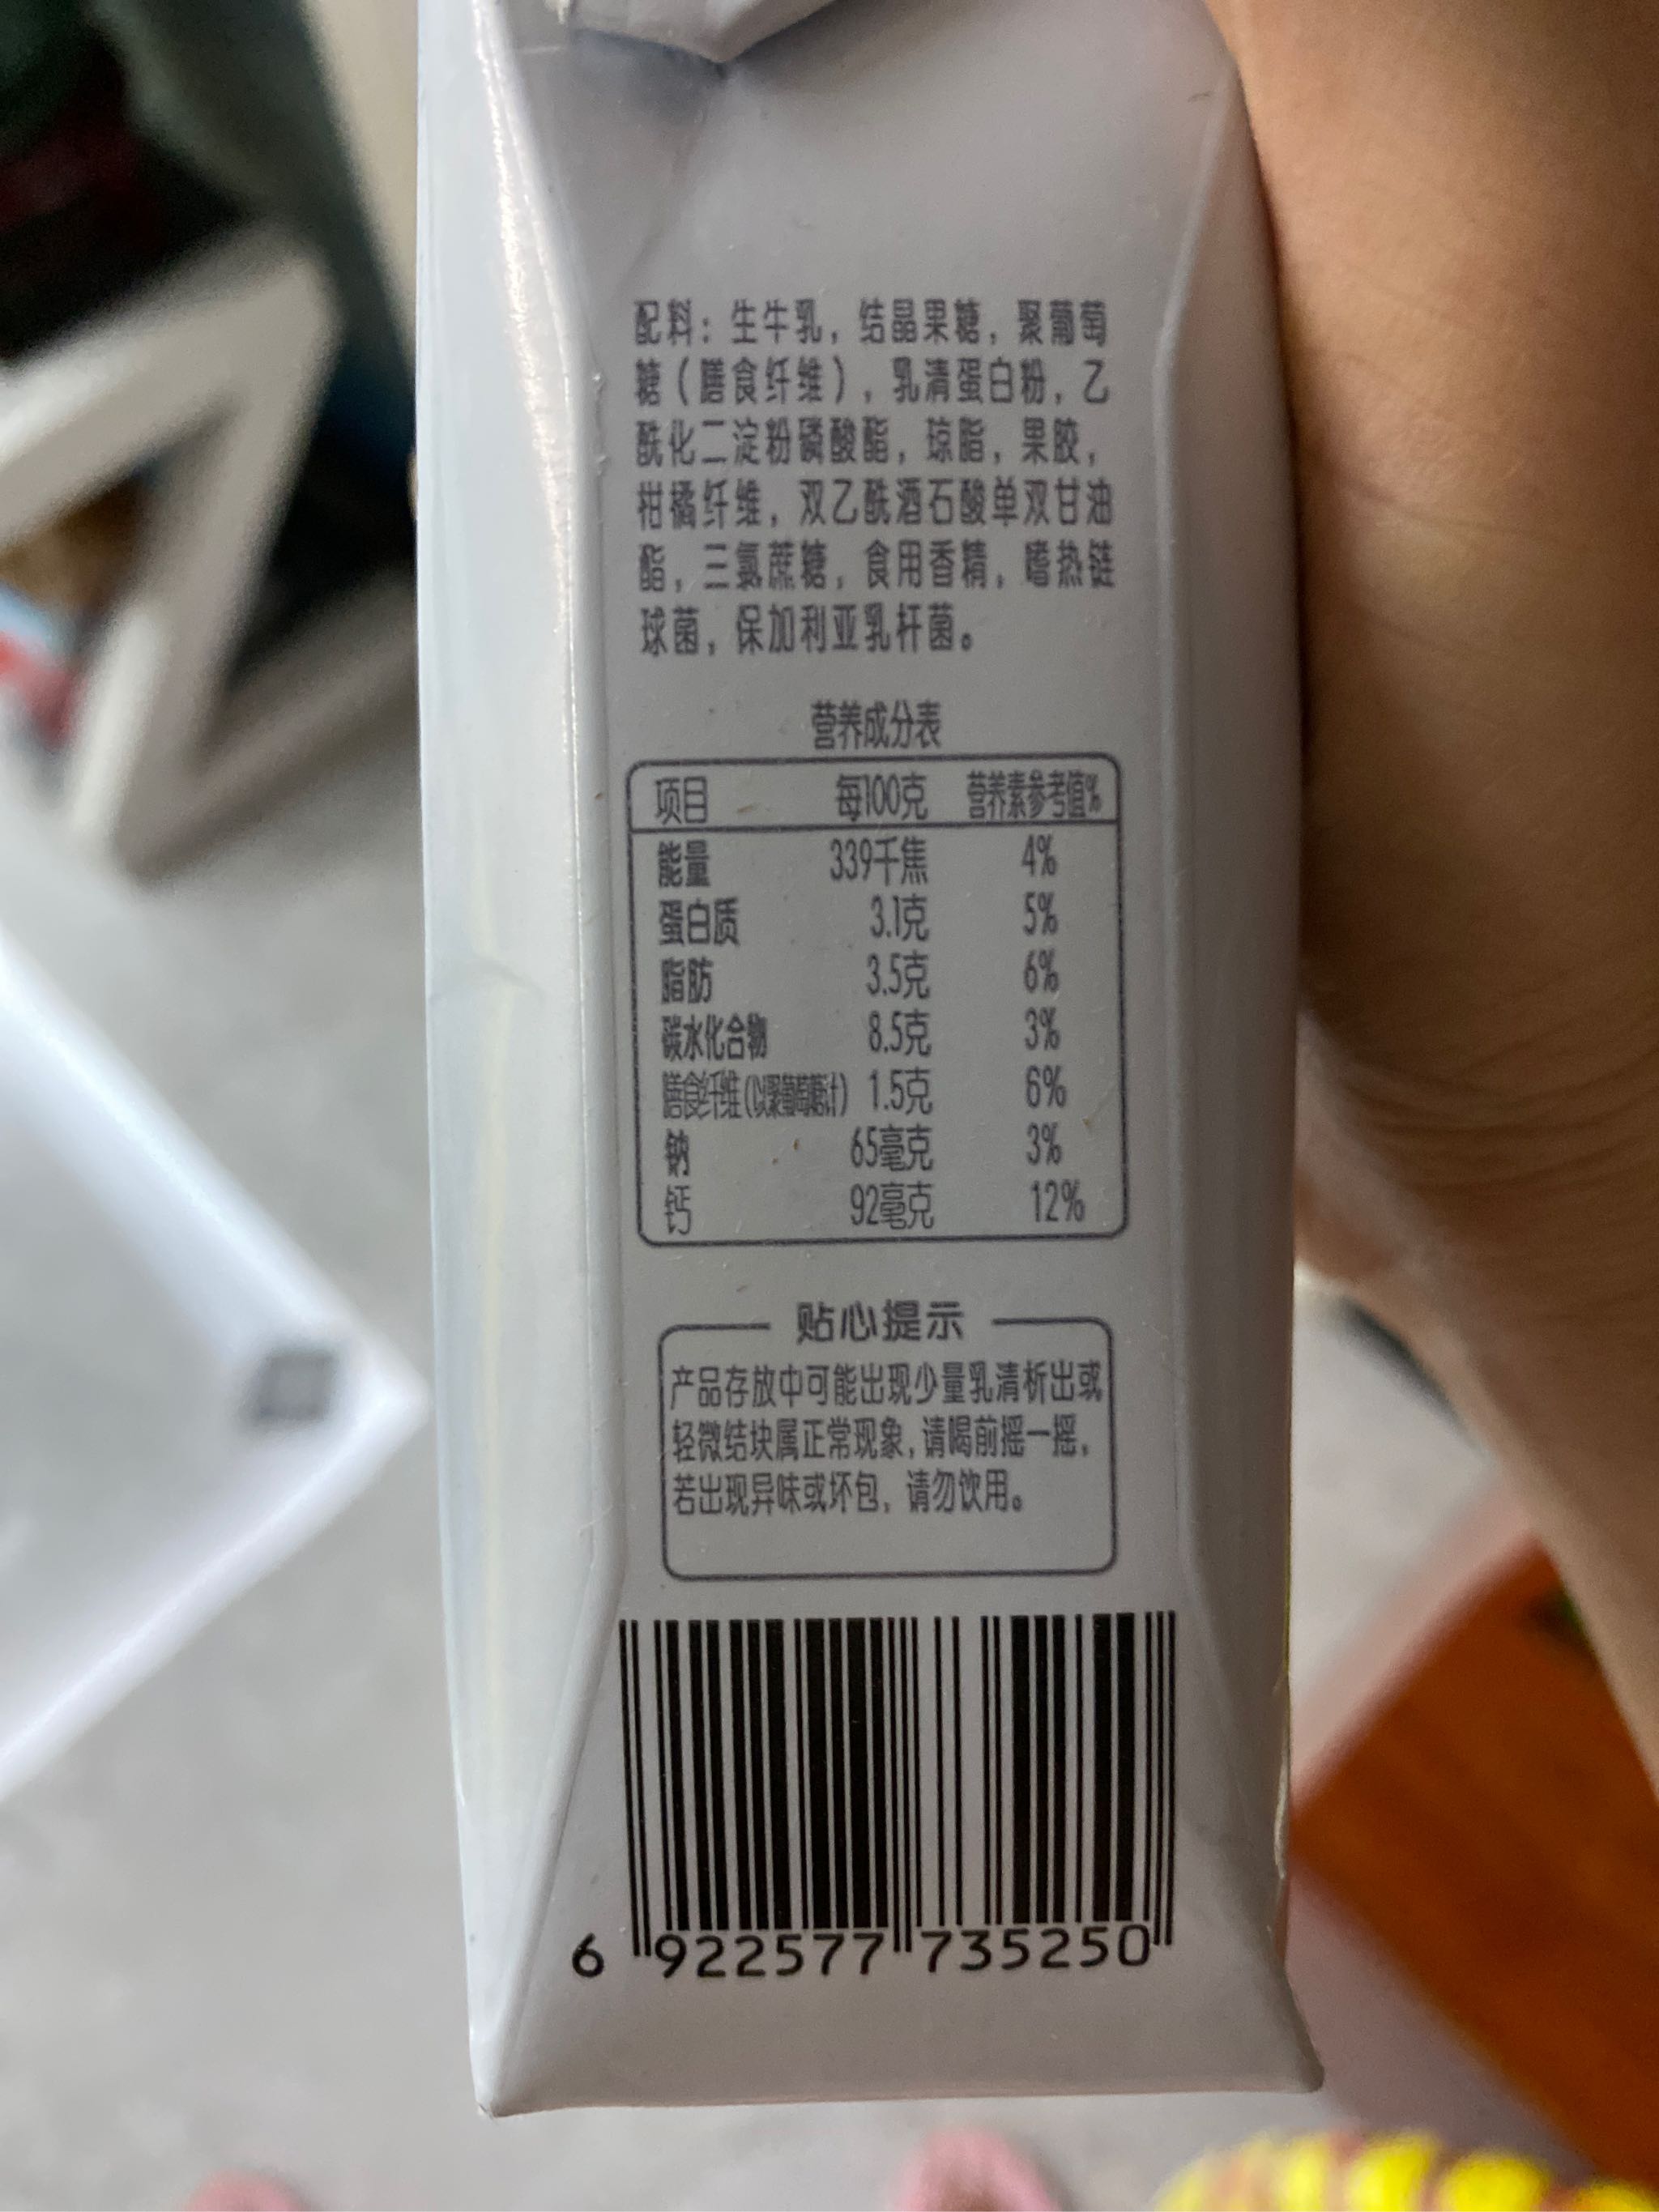 配料：生牛乳，结晶果糖，聚葡萄
糖（膳食纤维），乳清蛋白粉，乙
酰化二淀粉磷酸酯，琼脂，果胶，
柑橘纤维，双乙酰酒石酸单双甘油
酯，三氯蔗糖，食用香精，嗜热链
球菌，保加利亚乳杆菌。
营养成分表
项目 每100克 营养素参考值%
能量 339千焦 4%
蛋白质 3.1克 5%
脂肪 3.5克 6%
碳水化合物 8.5克 3%
膳食纤维(以聚葡萄糖计) 1.5克 6%
钠 65毫克 3%
钙 92毫克 12%
贴心提示
产品存放中可能出现少量乳清析出或
轻微结块属正常现象，请喝前摇一摇。
若出现异味或坏包，请勿饮用。
6 922577 735250